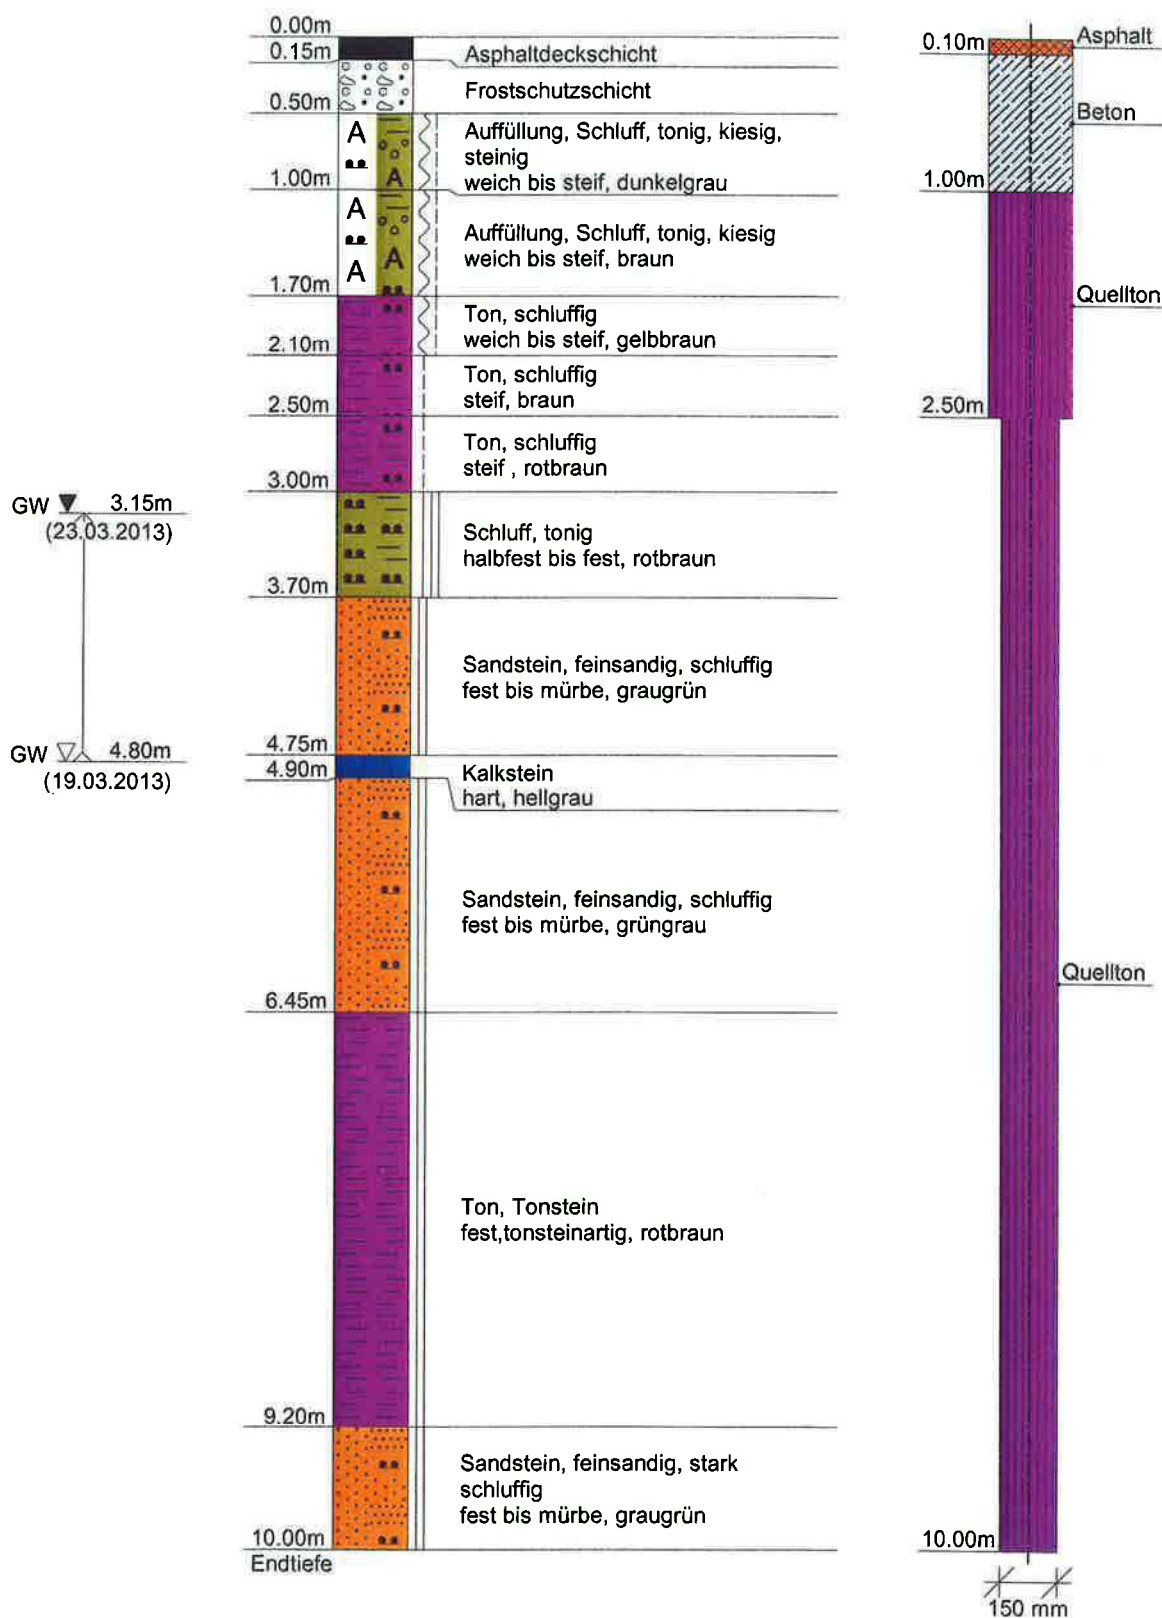 0.00m
0.15m
Asphaltdeckschicht
Frostschutzschicht
0.50m
A
A
Auffüllung, Schluff, tonig, kiesig,
steinig
weich bis steif, dunkelgrau
1.00m
A
A
A
Auffüllung, Schluff, tonig, kiesig
weich bis steif, braun
1.70m
Ton, schluffig
weich bis steif, gelbbraun
2.10m
Ton, schluffig
steif, braun
2.50m
Ton, schluffig
steif , rotbraun
3.00m
GW 3.15m
(23.03.2013)
Schluff, tonig
halbfest bis fest, rotbraun
3.70m
Sandstein, feinsandig, schluffig
fest bis mürbe, graugrün
4.75m
GW 4.80m
(19.03.2013)
4.90m
Kalkstein
hart, hellgrau
Sandstein, feinsandig, schluffig
fest bis mürbe, grüngrau
6.45m
Ton, Tonstein
fest,tonsteinartig, rotbraun
9.20m
Sandstein, feinsandig, stark
schluffig
fest bis mürbe, graugrün
10.00m
Endtiefe
0.10m
Asphalt
Beton
1.00m
Quellton
2.50m
Quellton
10.00m
150 mm